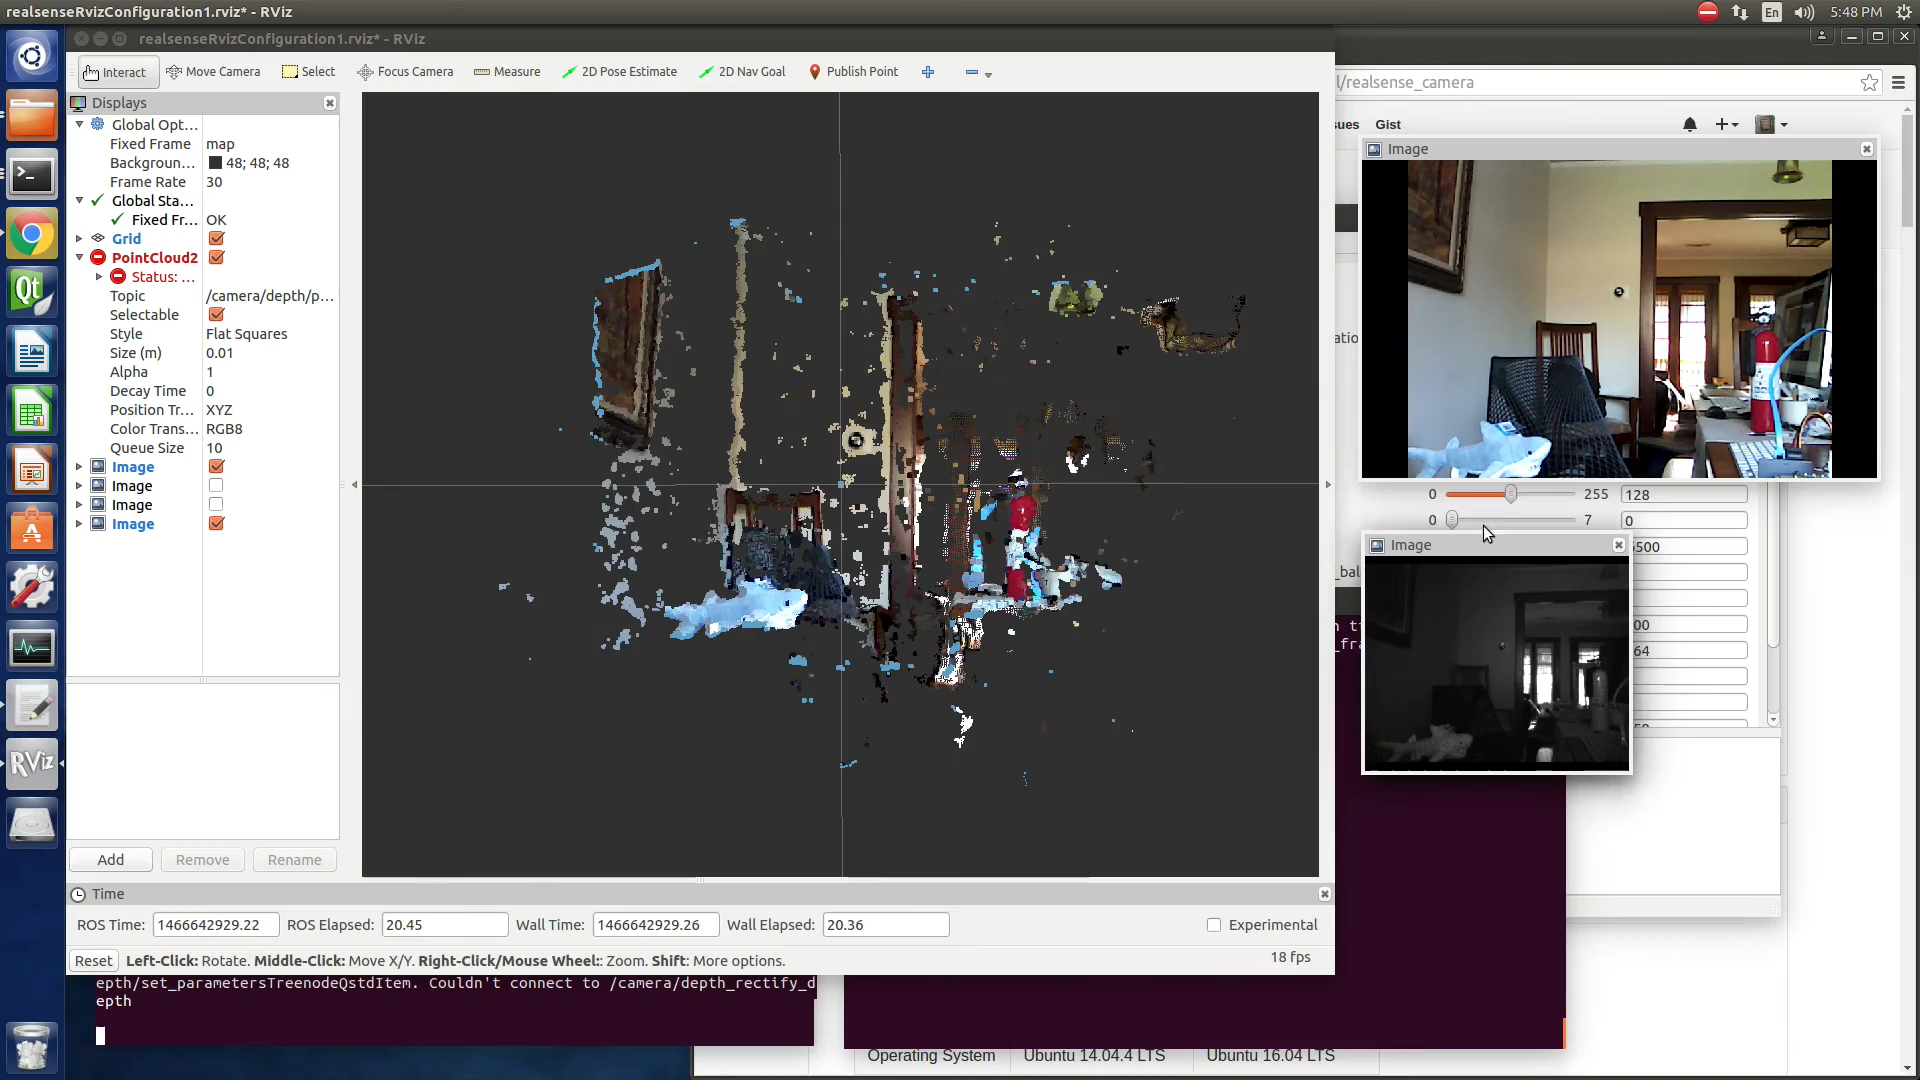 realsenseRvizConfiguration1.rviz* - RViz
En
5:48 PM
realsenseRvizConfiguration1.rviz* - RViz
Interact
Move Camera
Select
Focus Camera
Measure
2D Pose Estimate
2D Nav Goal
Publish Point
l/realsense_camera
Displays
Global Opt...
Fixed Frame map
Backgroun... 48; 48; 48
Frame Rate 30
Global Sta...
Fixed Fr... OK
Grid
PointCloud2
Status: ...
Topic /camera/depth/p...
Selectable
Style Flat Squares
Size (m) 0.01
Alpha 1
Decay Time 0
Position Tr... XYZ
Color Trans... RGB8
Queue Size 10
Image
Image
Image
Image
Add
Remove
Rename
sues
Gist
Image
atio
0 255 128
0 7 0
Image
500
_bal
00
64
n t
_fra
Time
ROS Time: 1466642929.22 ROS Elapsed: 20.45 Wall Time: 1466642929.26 Wall Elapsed: 20.36 Experimental
Reset Left-Click: Rotate. Middle-Click: Move X/Y. Right-Click/Mouse Wheel:: Zoom. Shift: More options. 18 fps
epth/set_parametersTreenodeQstdItem. Couldn't connect to /camera/depth_rectify_d
epth
Operating System Ubuntu 14.04.4 LTS Ubuntu 16.04 LTS
Qt
RViz